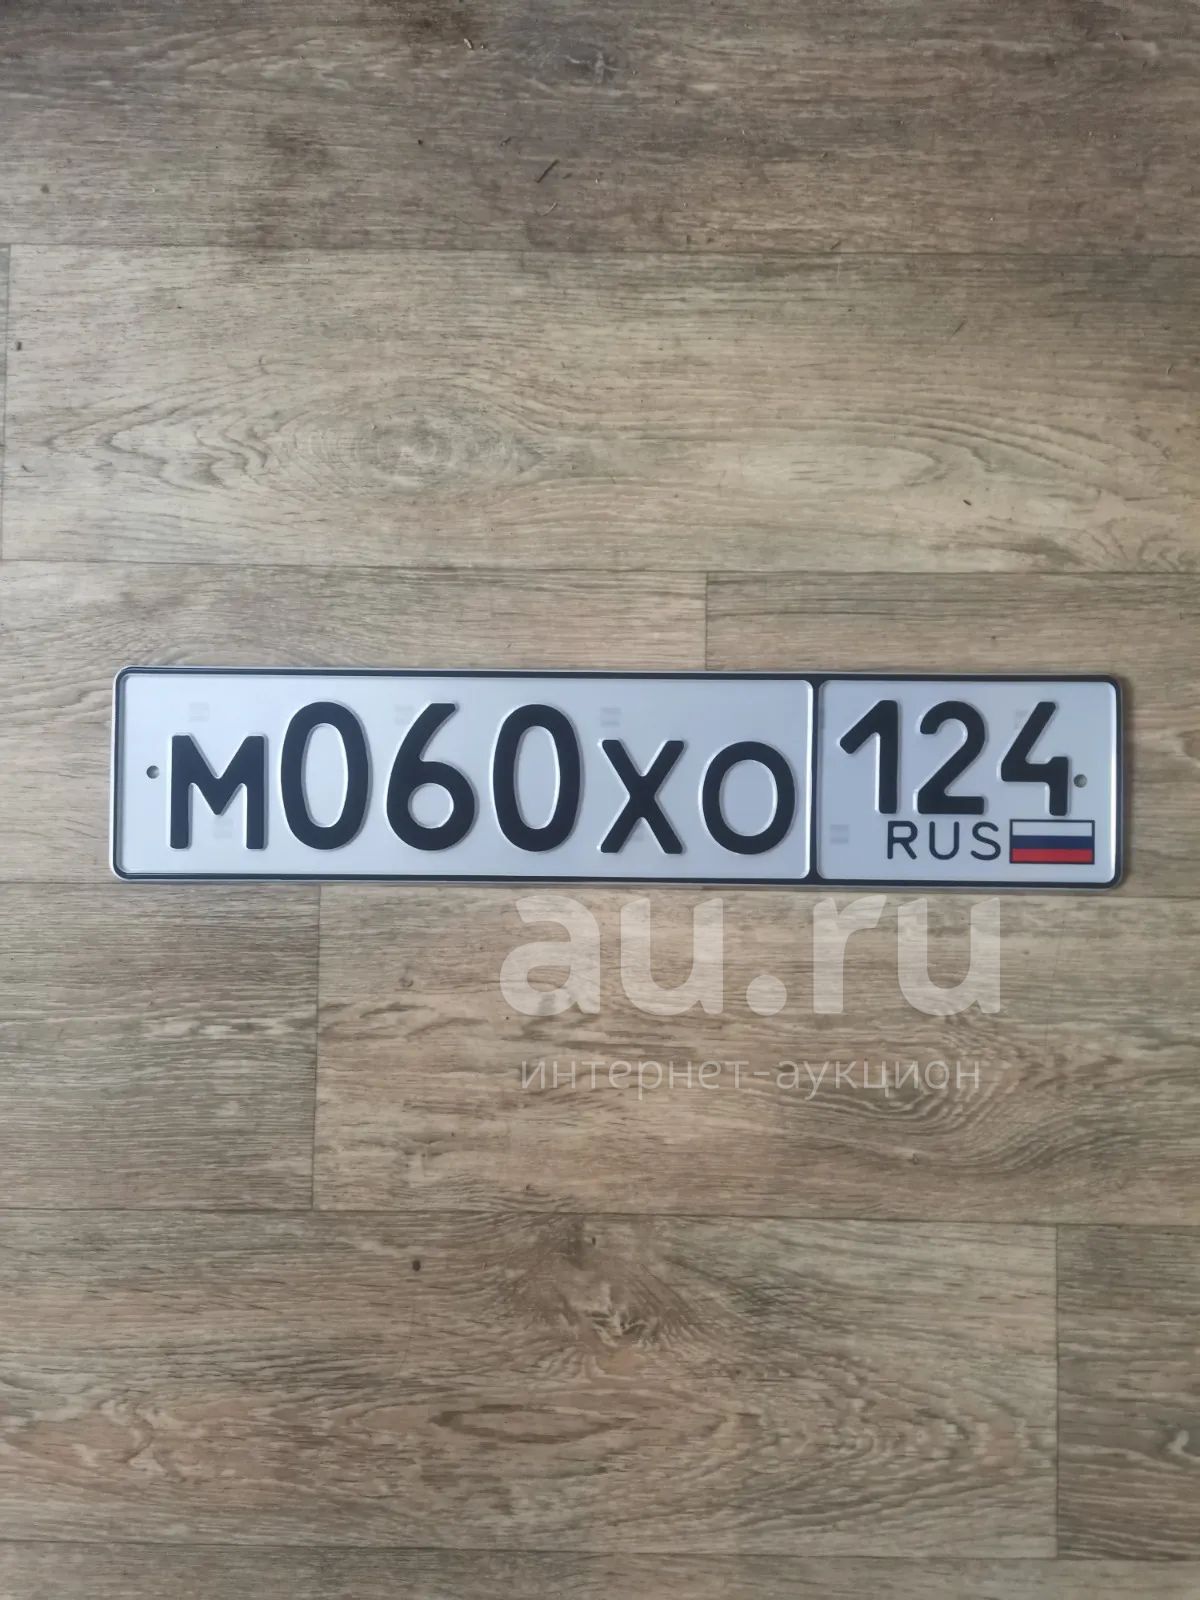 М060ХО 124
RUS
au.ru
интернет-аукцион